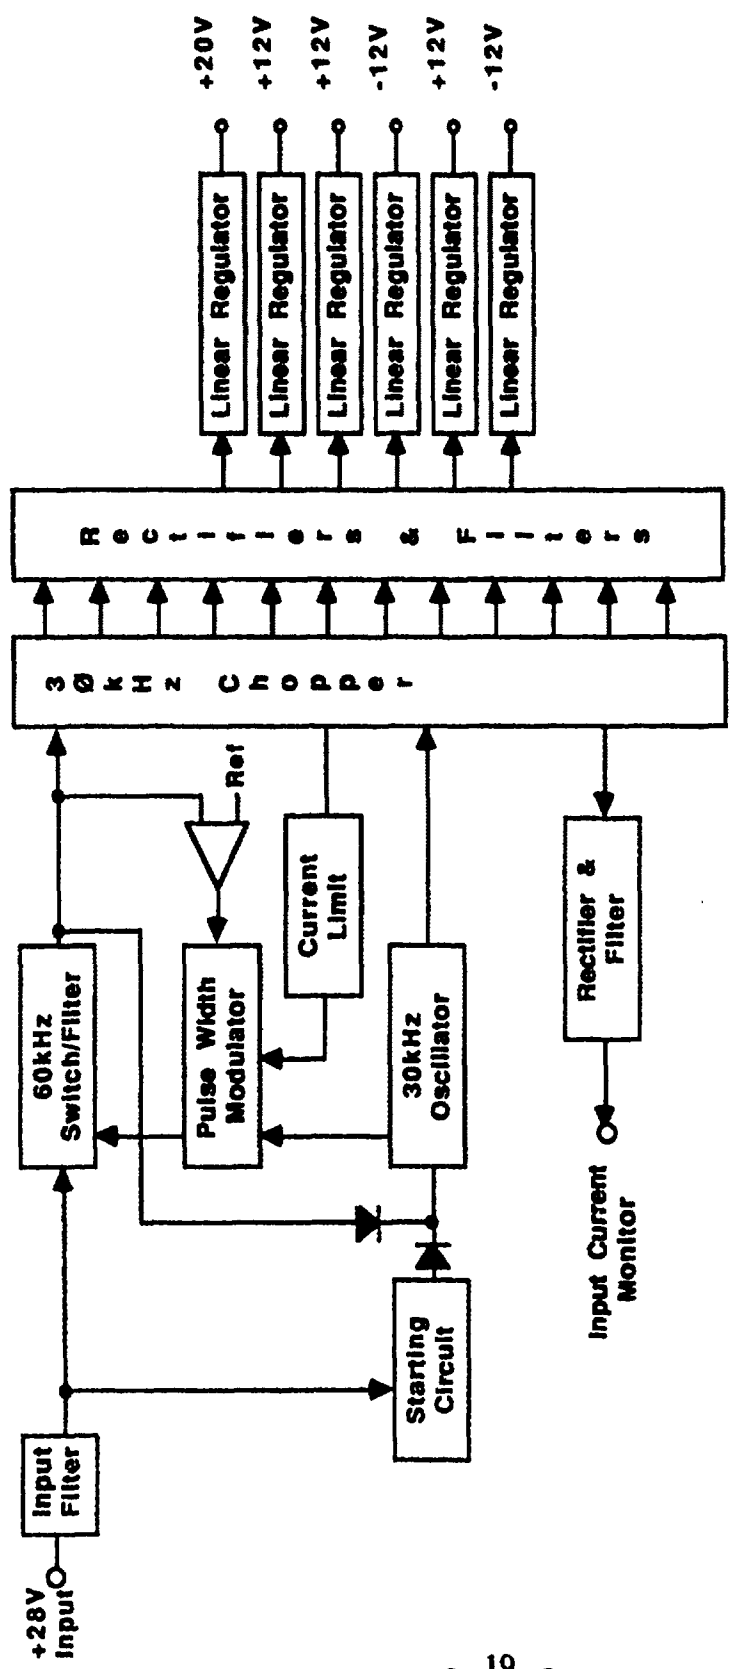 +28V
Input
Input
Filter
60kHz
Switch/Filter
Pulse Width
Modulator
Ref
Current
Limit
30kHz
Oscillator
Starting
Circuit
30kHz Chopper
Rectifiers & Filters
Linear Regulator
+20V
Linear Regulator
+12V
Linear Regulator
+12V
Linear Regulator
-12V
Linear Regulator
+12V
Linear Regulator
-12V
Rectifier &
Filter
Input Current
Monitor
19